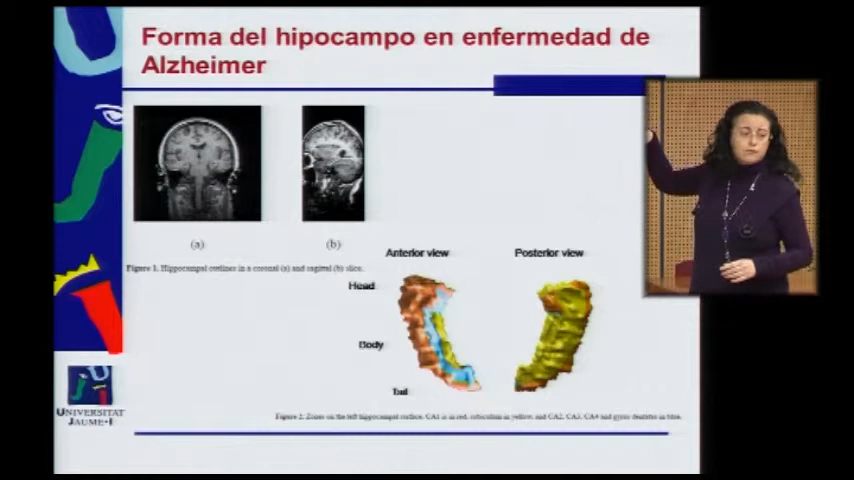 Forma del hipocampo en enfermedad de
Alzheimer
(a)
(b)
Figure 1. Hippocampal outlines in a coronal (a) and sagittal (b) slice.
Anterior view
Posterior view
Head
Body
Tail
Figure 2. Zones on the left hippocampal surface. CA1 is in red, subiculum in yellow, and CA2, CA3, CA4 and gyrus dentatus in blue.
UNIVERSITAT
JAUME·I